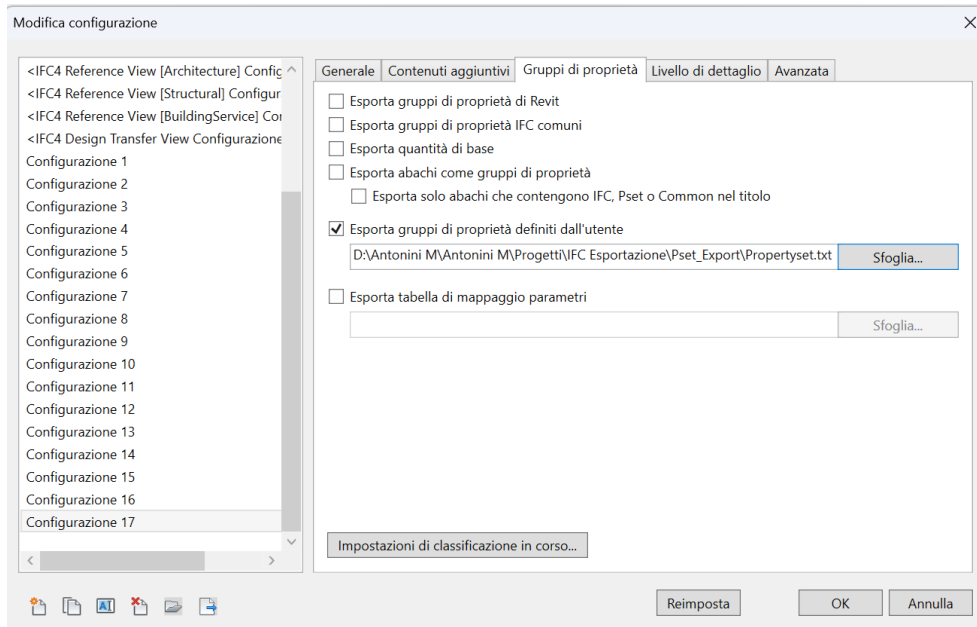 Modifica configurazione
<IFC4 Reference View [Architecture] Config
<IFC4 Reference View [Structural] Configur
<IFC4 Reference View [BuildingService] Cor
<IFC4 Design Transfer View Configurazione
Configurazione 1
Configurazione 2
Configurazione 3
Configurazione 4
Configurazione 5
Configurazione 6
Configurazione 7
Configurazione 8
Configurazione 9
Configurazione 10
Configurazione 11
Configurazione 12
Configurazione 13
Configurazione 14
Configurazione 15
Configurazione 16
Configurazione 17
Generale Contenuti aggiuntivi Gruppi di proprietà Livello di dettaglio Avanzata
Esporta gruppi di proprietà di Revit
Esporta gruppi di proprietà IFC comuni
Esporta quantità di base
Esporta abachi come gruppi di proprietà
Esporta solo abachi che contengono IFC, Pset o Common nel titolo
Esporta gruppi di proprietà definiti dall'utente
D:\Antonini M\Antonini M\Progetti\IFC Esportazione\Pset_Export\Propertyset.txt Sfoglia...
Esporta tabella di mappaggio parametri
Sfoglia...
Impostazioni di classificazione in corso...
Reimposta OK Annulla